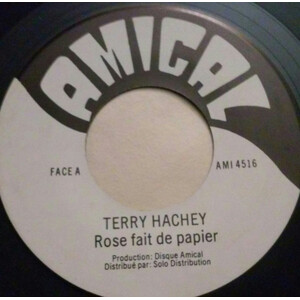 AMICAL
FACE A
AMI 4516
TERRY HACHEY
Rose fait de papier
Production: Disque Amical
Distribué par: Solo Distribution